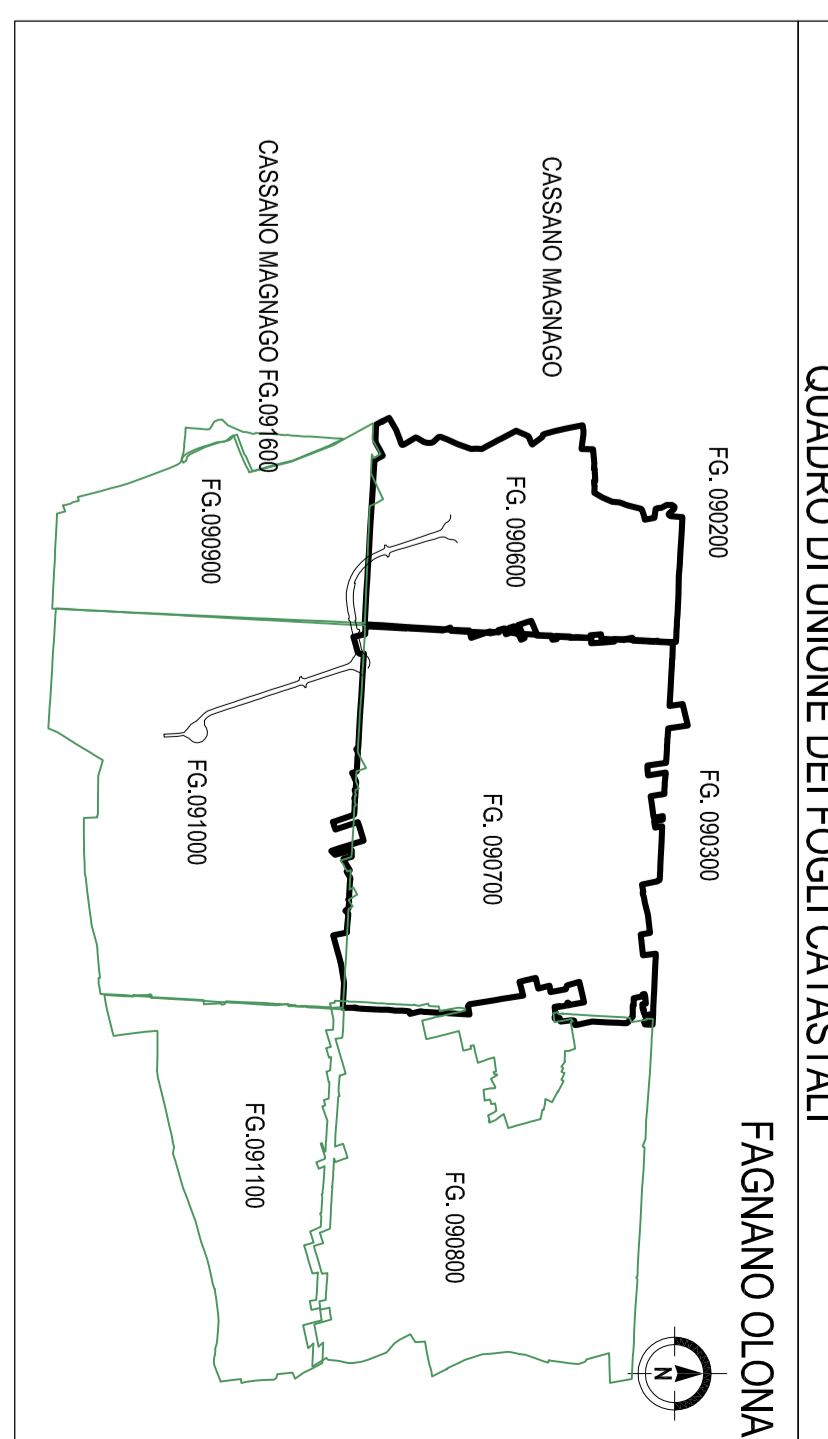 QUADRO DI UNIONE DEI FOGLI CATASTALI
FAGNANO OLONA
FG. 090200
FG. 090300
CASSANO MAGNAGO
FG. 090600
FG. 090700
FG. 090800
CASSANO MAGNAGO FG.091600
FG.090900
FG.091000
FG.091100
N